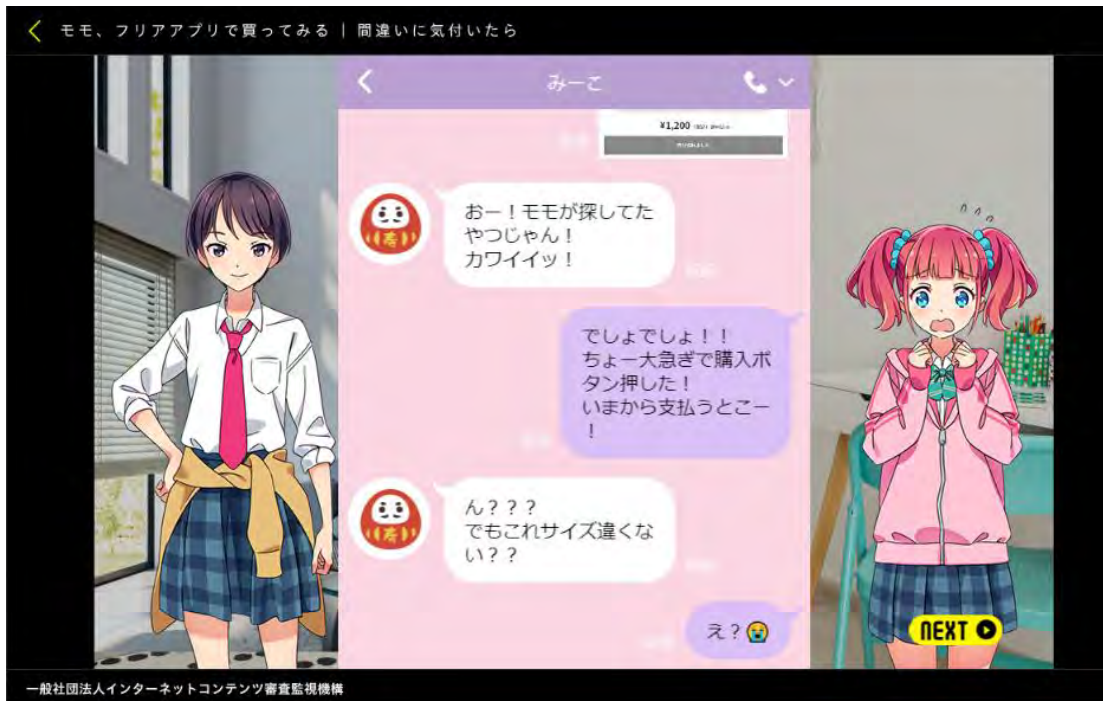 モモ、フリアアプリで買ってみる | 間違いに気付いたら
みーこ
¥1,200
おー！モモが探してた
やつじゃん！
カワイイッ！
でしょでしょ！！
ちょー大急ぎで購入ボ
タン押した！
いまから支払うとこー
！
ん？？？
でもこれサイズ違くな
い？？
え？😭
NEXT
一般社団法人インターネットコンテンツ審査監視機構